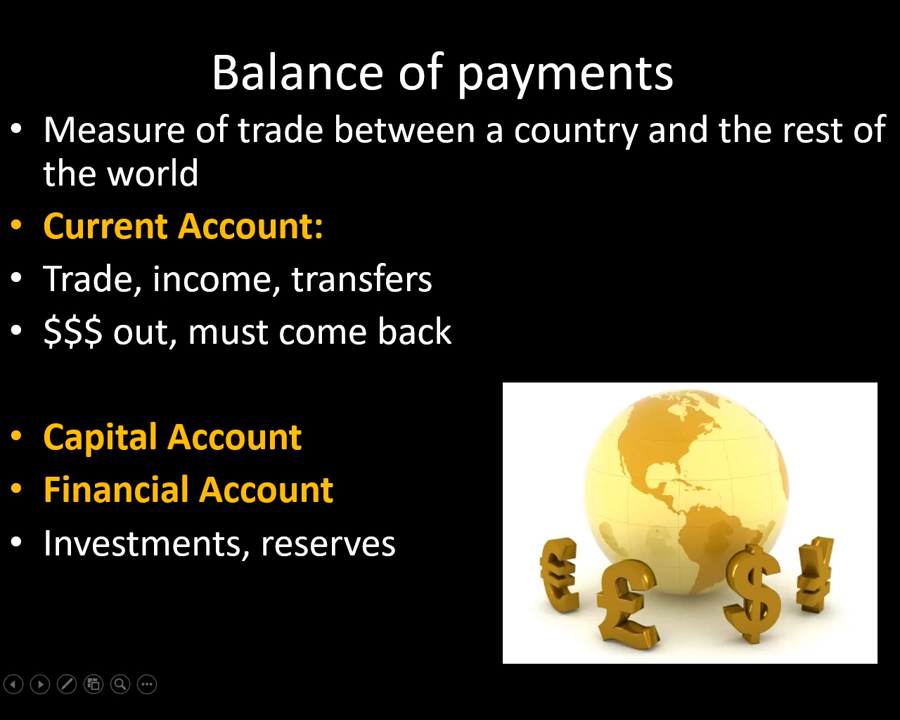 Balance of payments
• Measure of trade between a country and the rest of
the world
• Current Account:
• Trade, income, transfers
• $$$ out, must come back
• Capital Account
• Financial Account
• Investments, reserves
€ £ $ ¥